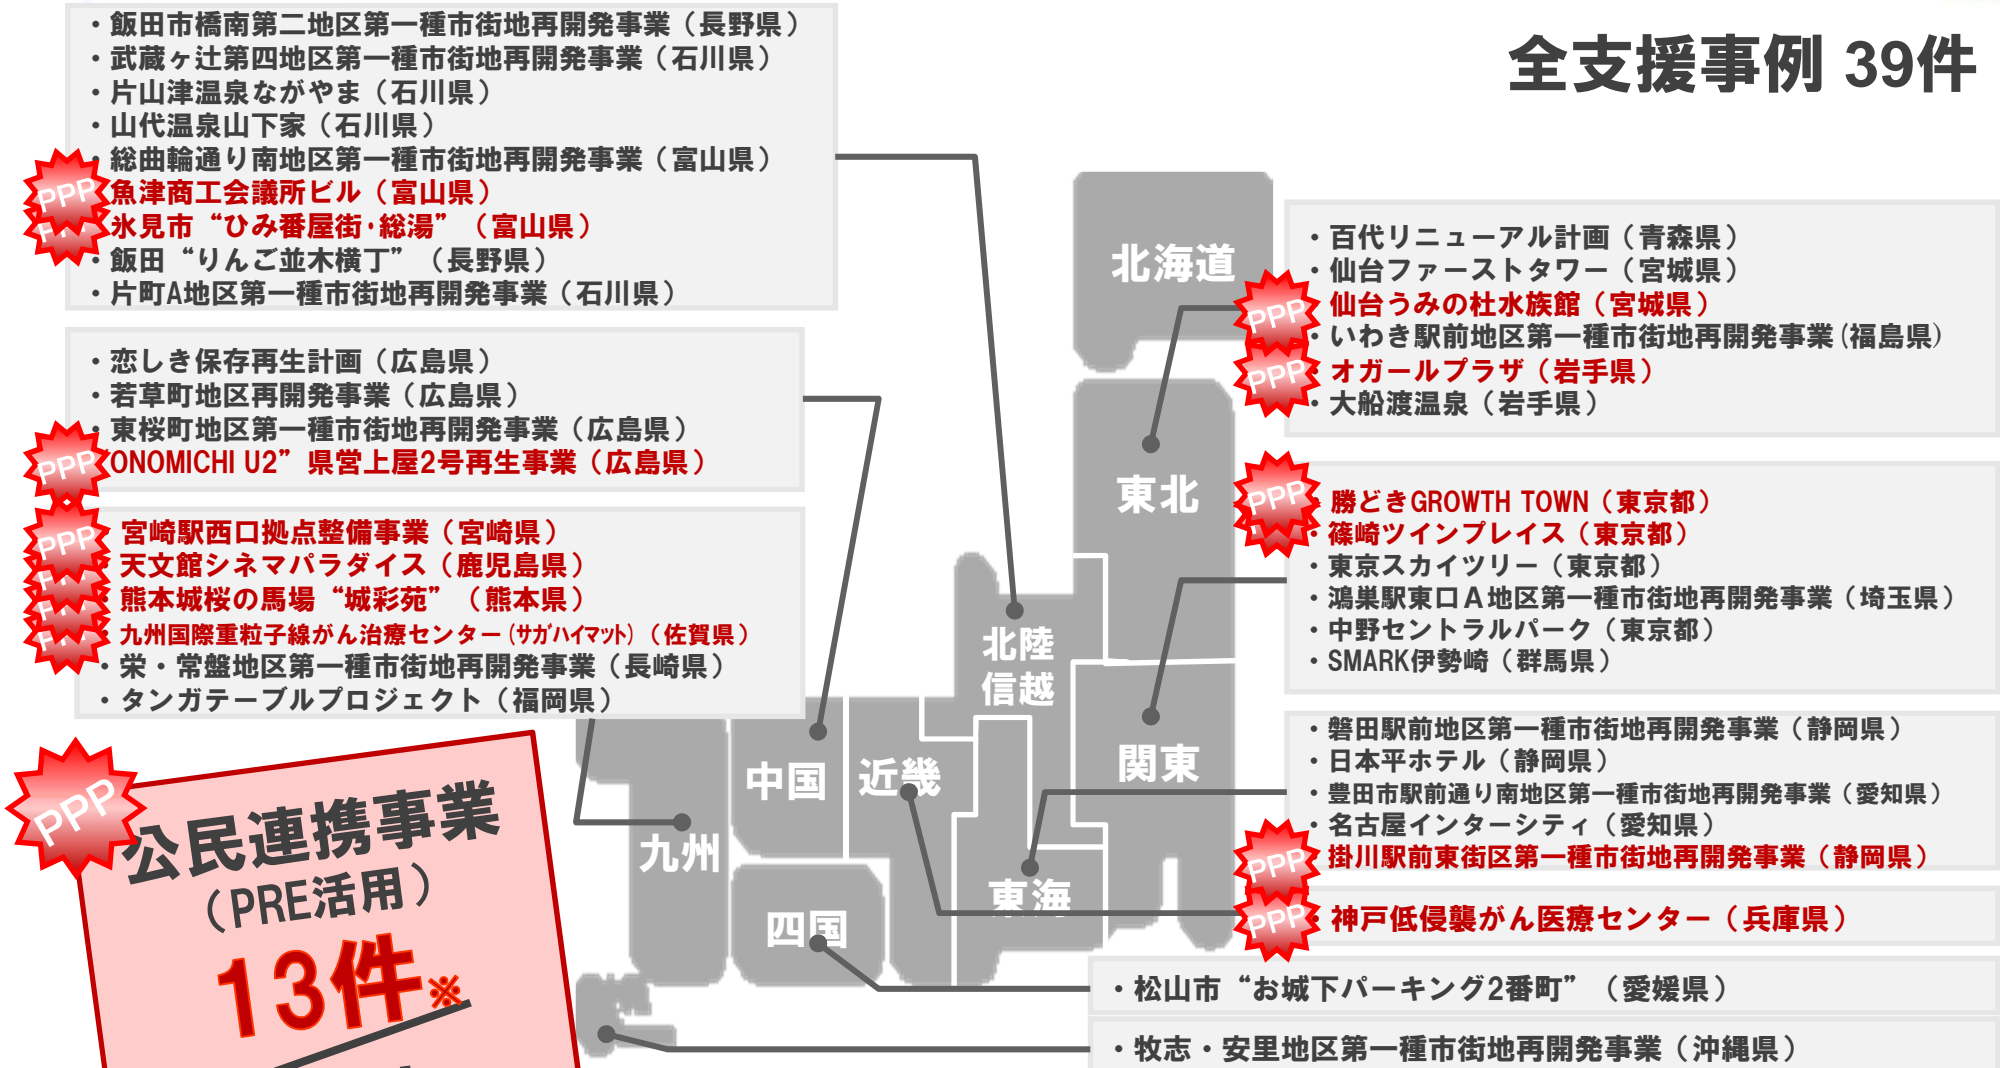 全支援事例 39件
・飯田市橋南第二地区第一種市街地再開発事業（長野県）
・武蔵ヶ辻第四地区第一種市街地再開発事業（石川県）
・片山津温泉ながやま（石川県）
・山代温泉山下家（石川県）
・総曲輪通り南地区第一種市街地再開発事業（富山県）
PPP 魚津商工会議所ビル（富山県）
氷見市“ひみ番屋街･総湯”（富山県）
・飯田“りんご並木横丁”（長野県）
・片町A地区第一種市街地再開発事業（石川県）
・恋しき保存再生計画（広島県）
・若草町地区再開発事業（広島県）
・東桜町地区第一種市街地再開発事業（広島県）
PPP “ONOMICHI U2”県営上屋2号再生事業（広島県）
PPP 宮崎駅西口拠点整備事業（宮崎県）
・天文館シネマパラダイス（鹿児島県）
・熊本城桜の馬場“城彩苑”（熊本県）
・九州国際重粒子線がん治療センター(サガハイマット)（佐賀県）
・栄・常盤地区第一種市街地再開発事業（長崎県）
・タンガテーブルプロジェクト（福岡県）
PPP
公民連携事業
（PRE活用）
13件※
北海道
東北
北陸
信越
関東
中国
近畿
九州
四国
東海
・百代リニューアル計画（青森県）
・仙台ファーストタワー（宮城県）
PPP 仙台うみの杜水族館（宮城県）
・いわき駅前地区第一種市街地再開発事業(福島県)
PPP ・オガールプラザ（岩手県）
・大船渡温泉（岩手県）
PPP ・勝どきGROWTH TOWN（東京都）
・篠崎ツインプレイス（東京都）
・東京スカイツリー（東京都）
・鴻巣駅東口Ａ地区第一種市街地再開発事業（埼玉県）
・中野セントラルパーク（東京都）
・SMARK伊勢崎（群馬県）
・磐田駅前地区第一種市街地再開発事業（静岡県）
・日本平ホテル（静岡県）
・豊田市駅前通り南地区第一種市街地再開発事業（愛知県）
・名古屋インターシティ（愛知県）
PPP 掛川駅前東街区第一種市街地再開発事業（静岡県）
PPP ・神戸低侵襲がん医療センター（兵庫県）
・松山市“お城下パーキング2番町”（愛媛県）
・牧志・安里地区第一種市街地再開発事業（沖縄県）